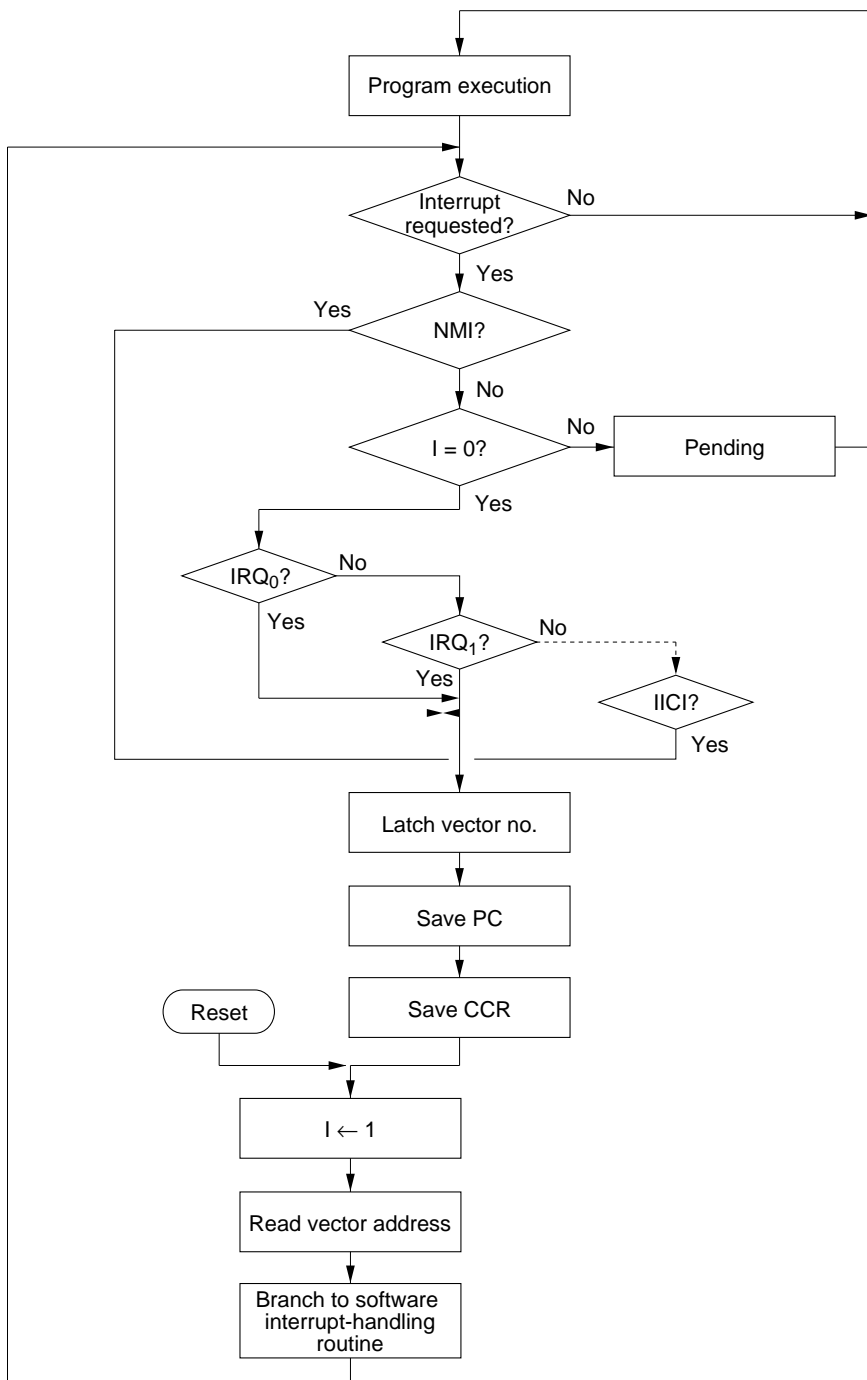 Program execution
Interrupt
requested?
No
Yes
Yes
NMI?
No
I = 0?
No
Pending
Yes
IRQ0?
No
Yes
IRQ1?
No
Yes
IICI?
Yes
Latch vector no.
Save PC
Save CCR
Reset
I ← 1
Read vector address
Branch to software
interrupt-handling
routine